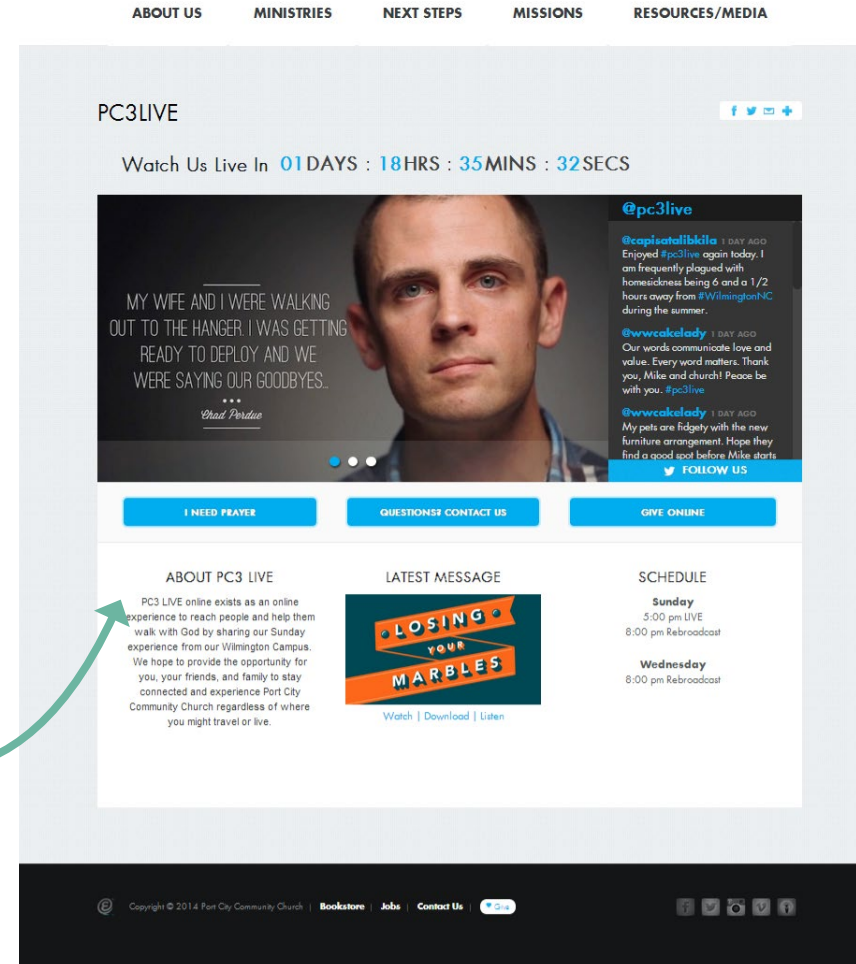 ABOUT US MINISTRIES NEXT STEPS MISSIONS RESOURCES/MEDIA
PC3LIVE
Watch Us Live In 01 DAYS : 18 HRS : 35 MINS : 32 SECS
MY WIFE AND I WERE WALKING
OUT TO THE HANGER. I WAS GETTING
READY TO DEPLOY AND WE
WERE SAYING OUR GOODBYES...
Chad Perdue
@pc3live
@capisatalibkila 1 DAY AGO
Enjoyed #pc3live again today. I
am frequently plagued with
homesickness being 6 and a 1/2
hours away from #WilmingtonNC
during the summer.
@wwcakelady 1 DAY AGO
Our words communicate love and
value. Every word matters. Thank
you, Mike and church! Peace be
with you. #pc3live
@wwcakelady 1 DAY AGO
My pets are fidgety with the new
furniture arrangement. Hope they
find a good spot before Mike starts
FOLLOW US
I NEED PRAYER
QUESTIONS? CONTACT US
GIVE ONLINE
ABOUT PC3 LIVE
PC3 LIVE online exists as an online
experience to reach people and help them
walk with God by sharing our Sunday
experience from our Wilmington Campus.
We hope to provide the opportunity for
you, your friends, and family to stay
connected and experience Port City
Community Church regardless of where
you might travel or live.
LATEST MESSAGE
LOSING
YOUR
MARBLES
Watch | Download | Listen
SCHEDULE
Sunday
5:00 pm LIVE
8:00 pm Rebroadcast
Wednesday
8:00 pm Rebroadcast
Copyright © 2014 Port City Community Church | Bookstore | Jobs | Contact Us | Give